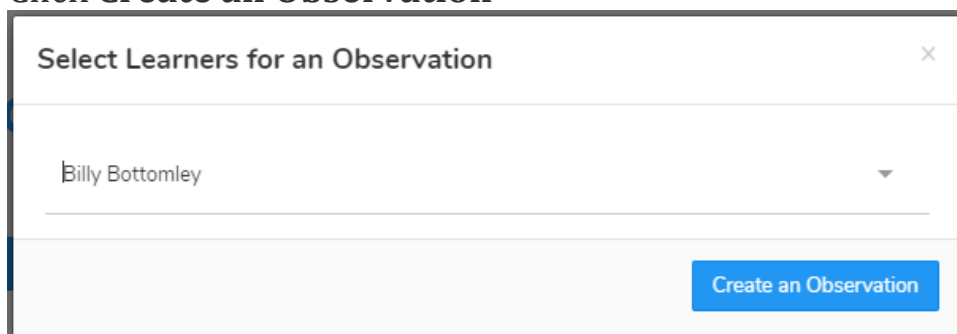 Select Learners for an Observation
×
Billy Bottomley
Create an Observation